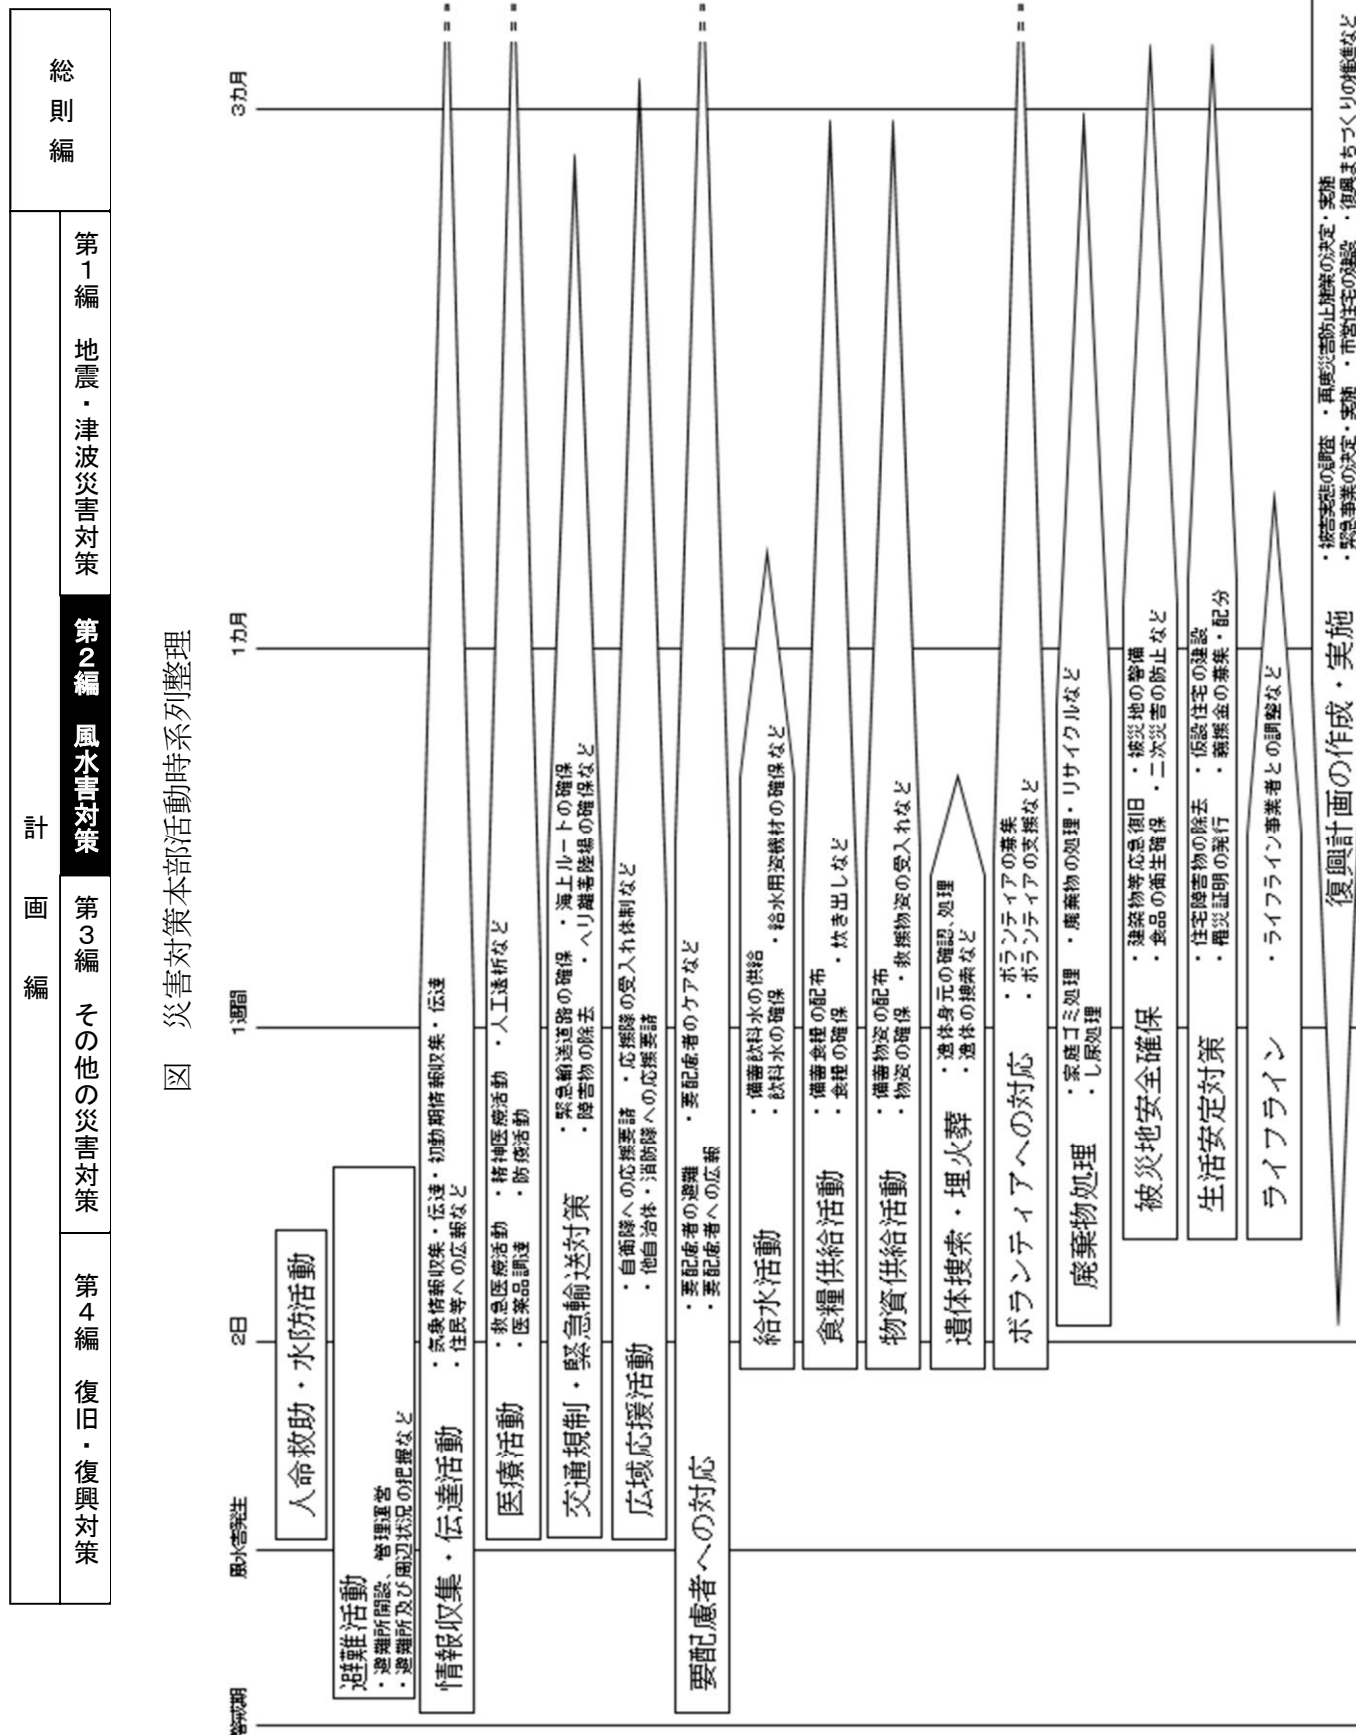 総則編
計画編
第1編 地震・津波災害対策
第2編 風水害対策
第3編 その他の災害対策
第4編 復旧・復興対策
図 災害対策本部活動時系列整理
警戒期
風水害発生
2日
1週間
1カ月
3カ月
人命救助・水防活動
避難活動
・避難所開設、管理運営
・避難所及び周辺状況の把握など
情報収集・伝達活動
・気象情報収集・伝達・初動期情報収集・伝達
・住民等への広報など
医療活動
・救急医療活動 ・精神医療活動 ・人工透析など
・医薬品調達 ・防疫活動
交通規制・緊急輸送対策
・緊急輸送道路の確保 ・海上ルートの確保
・障害物の除去 ・ヘリ離着陸場の確保など
広域応援活動
・自衛隊への応援要請 ・応援隊の受入れ体制など
・他自治体・消防隊への応援要請
要配慮者への対応
・要配慮者の避難 ・要配慮者のケアなど
・要配慮者への広報
給水活動
・備蓄飲料水の供給
・飲料水の確保 ・給水用資機材の確保など
食糧供給活動
・備蓄食糧の配布
・食糧の確保 ・炊き出しなど
物資供給活動
・備蓄物資の配布
・物資の確保 ・救援物資の受入れなど
遺体捜索・埋火葬
・遺体身元の確認、処理
・遺体の捜索など
ボランティアへの対応
・ボランティアの募集
・ボランティアの支援など
廃棄物処理
・家庭ゴミ処理 ・廃棄物の処理・リサイクルなど
・し尿処理
被災地安全確保
・建築物等応急復旧 ・被災地の警備
・食品の衛生確保 ・二次災害の防止など
生活安定対策
・住宅障害物の除去 ・仮設住宅の建設
・罹災証明の発行 ・義援金の募集・配分
ライフライン
・ライフライン事業者との調整など
復興計画の作成・実施
・被害実態の調査 ・再度災害防止施策の決定・実施
・緊急事業の決定・実施 ・市営住宅の建設 ・復興まちづくりの推進など